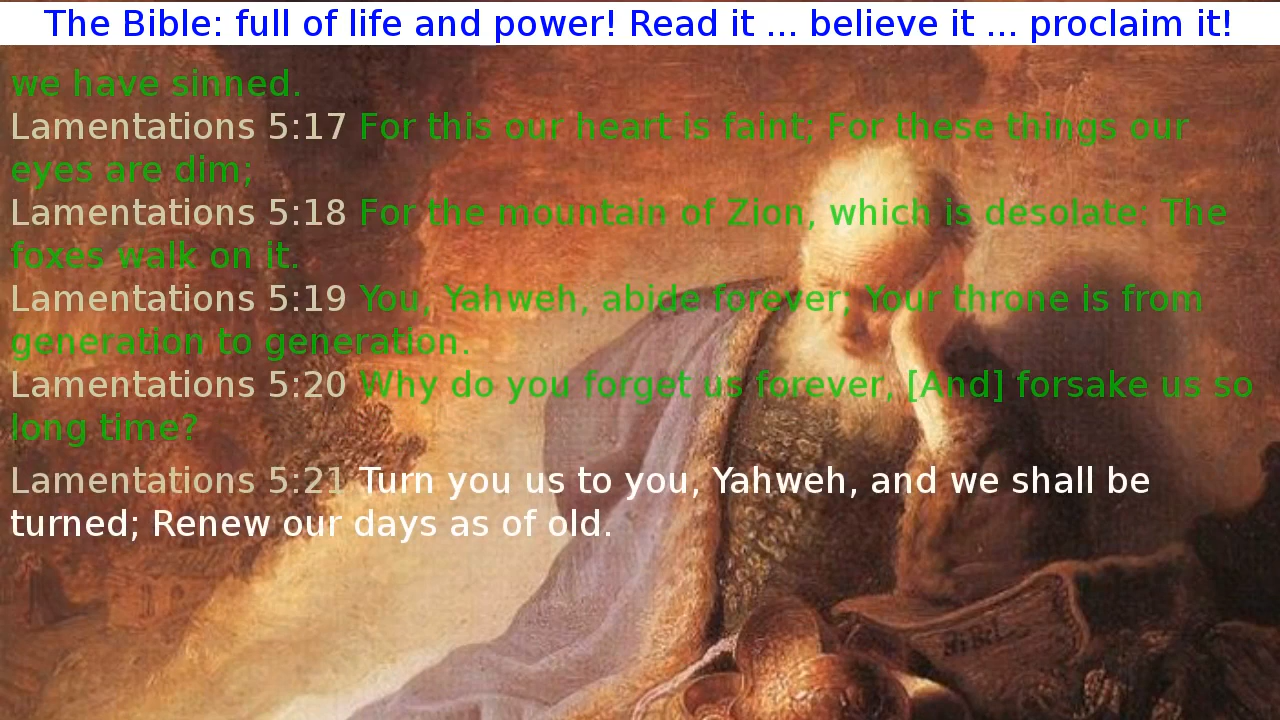 The Bible: full of life and power! Read it ... believe it ... proclaim it!
we have sinned.
Lamentations 5:17 For this our heart is faint; For these things our
eyes are dim;
Lamentations 5:18 For the mountain of Zion, which is desolate: The
foxes walk on it.
Lamentations 5:19 You, Yahweh, abide forever; Your throne is from
generation to generation.
Lamentations 5:20 Why do you forget us forever, [And] forsake us so
long time?
Lamentations 5:21 Turn you us to you, Yahweh, and we shall be
turned; Renew our days as of old.
BiBeL